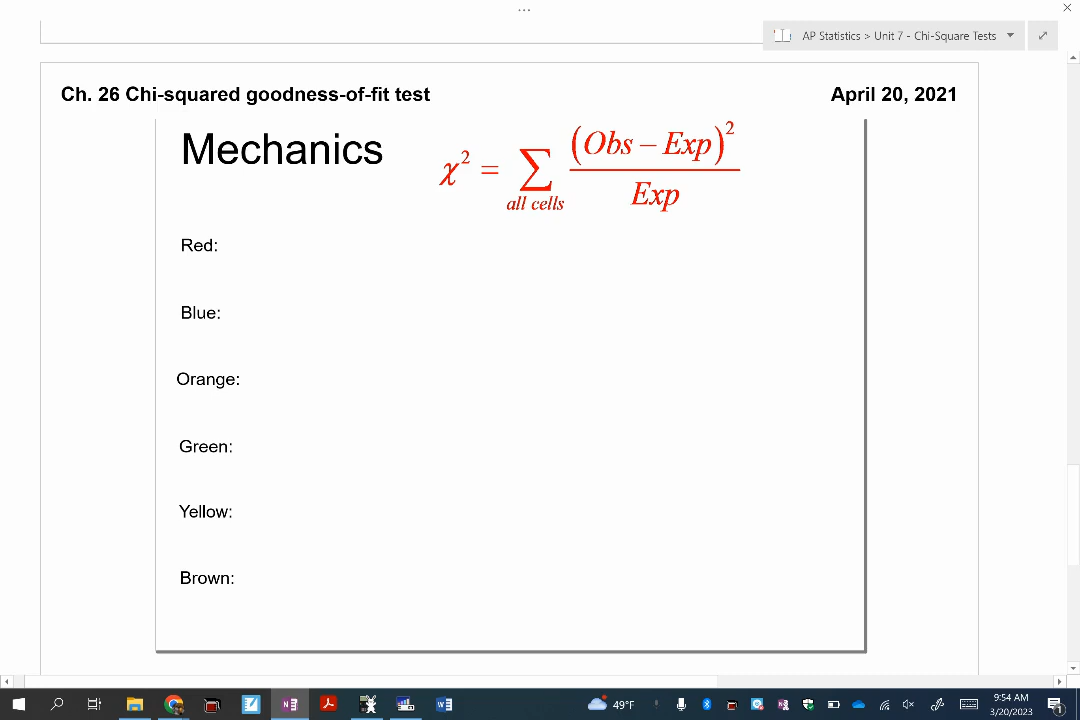 AP Statistics > Unit 7 - Chi-Square Tests
Ch. 26 Chi-squared goodness-of-fit test
April 20, 2021
Mechanics
χ² = ∑ all cells (Obs – Exp)² / Exp
Red:
Blue:
Orange:
Green:
Yellow:
Brown:
49°F
9:54 AM
3/20/2023